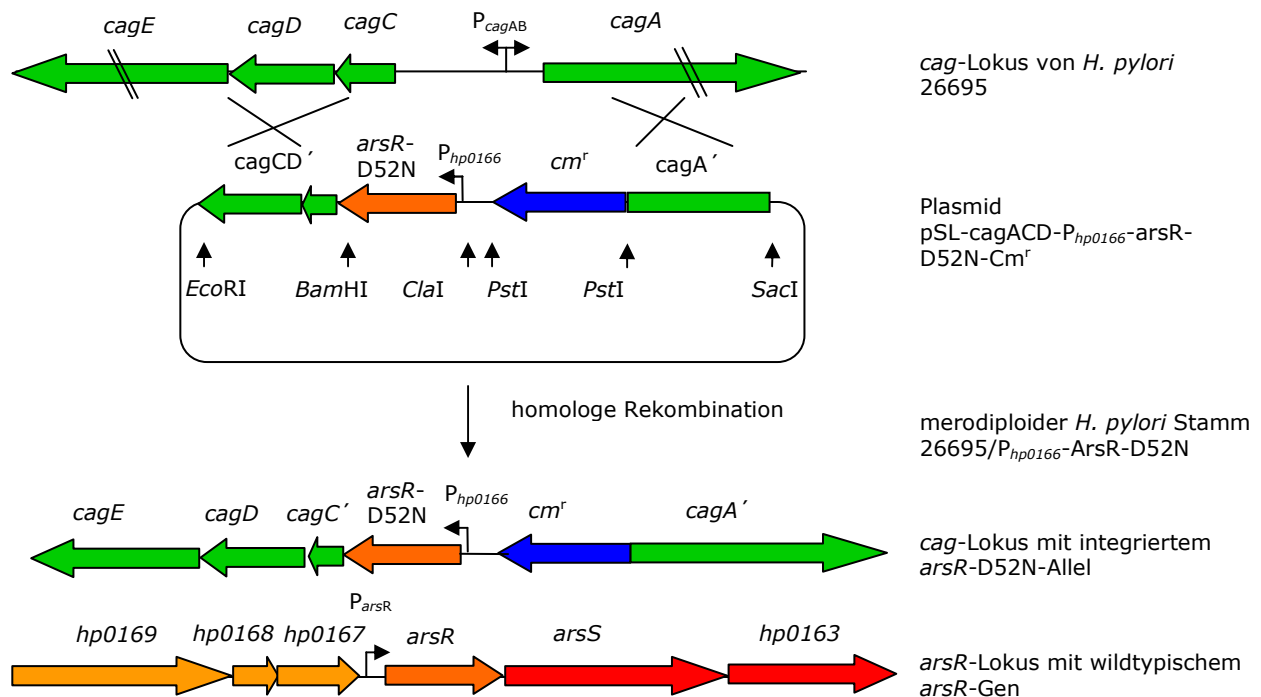 cagE cagD cagC PcagAB cagA
cag-Lokus von H. pylori
26695
cagCD´ arsR-
D52N Php0166 cmr cagA´
Plasmid
pSL-cagACD-Php0166-arsR-
D52N-Cmr
EcoRI BamHI ClaI PstI PstI SacI
homologe Rekombination
merodiploider H. pylori Stamm
26695/Php0166-ArsR-D52N
cagE cagD cagC´ arsR-
D52N Php0166 cmr cagA´
cag-Lokus mit integriertem
arsR-D52N-Allel
ParsR
hp0169 hp0168 hp0167 arsR arsS hp0163
arsR-Lokus mit wildtypischem
arsR-Gen